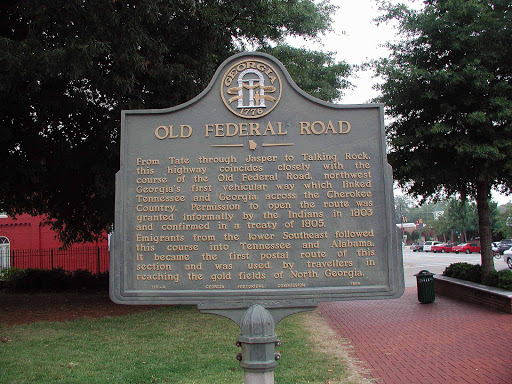 GEORGIA
1776
OLD FEDERAL ROAD
From Tate through Jasper to Talking Rock,
this highway coincides closely with the
course of the Old Federal Road, northwest
Georgia's first vehicular way which linked
Tennessee and Georgia across the Cherokee
Country. Permission to open the route was
granted informally by the Indians in 1803
and confirmed in a treaty of 1805.
Emigrants from the lower Southeast followed
this course into Tennessee and Alabama.
It became the first postal route of this
section and was used by travellers in
reaching the gold fields of North Georgia.
GEORGIA HISTORICAL COMMISSION